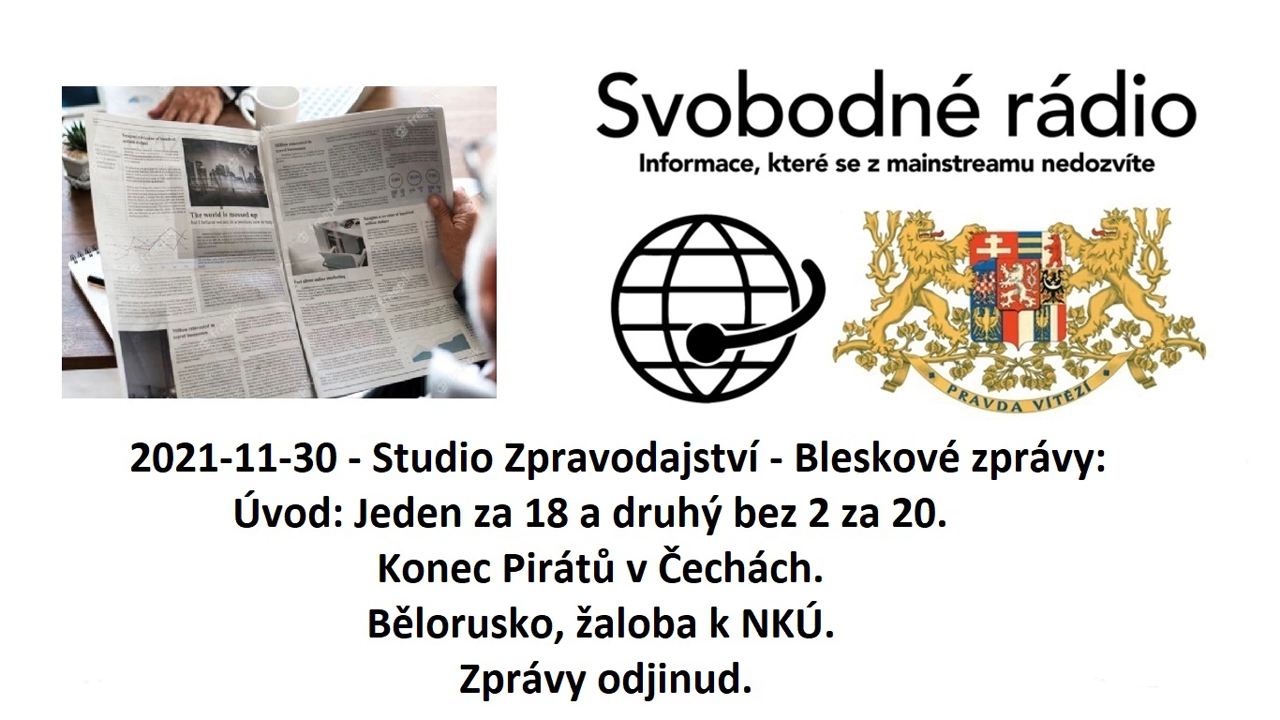 Svobodné rádio
Informace, které se z mainstreamu nedozvíte
The world is messed up
PRAVDA VÍTĚZÍ
2021-11-30 - Studio Zpravodajství - Bleskové zprávy:
Úvod: Jeden za 18 a druhý bez 2 za 20.
Konec Pirátů v Čechách.
Bělorusko, žaloba k NKÚ.
Zprávy odjinud.